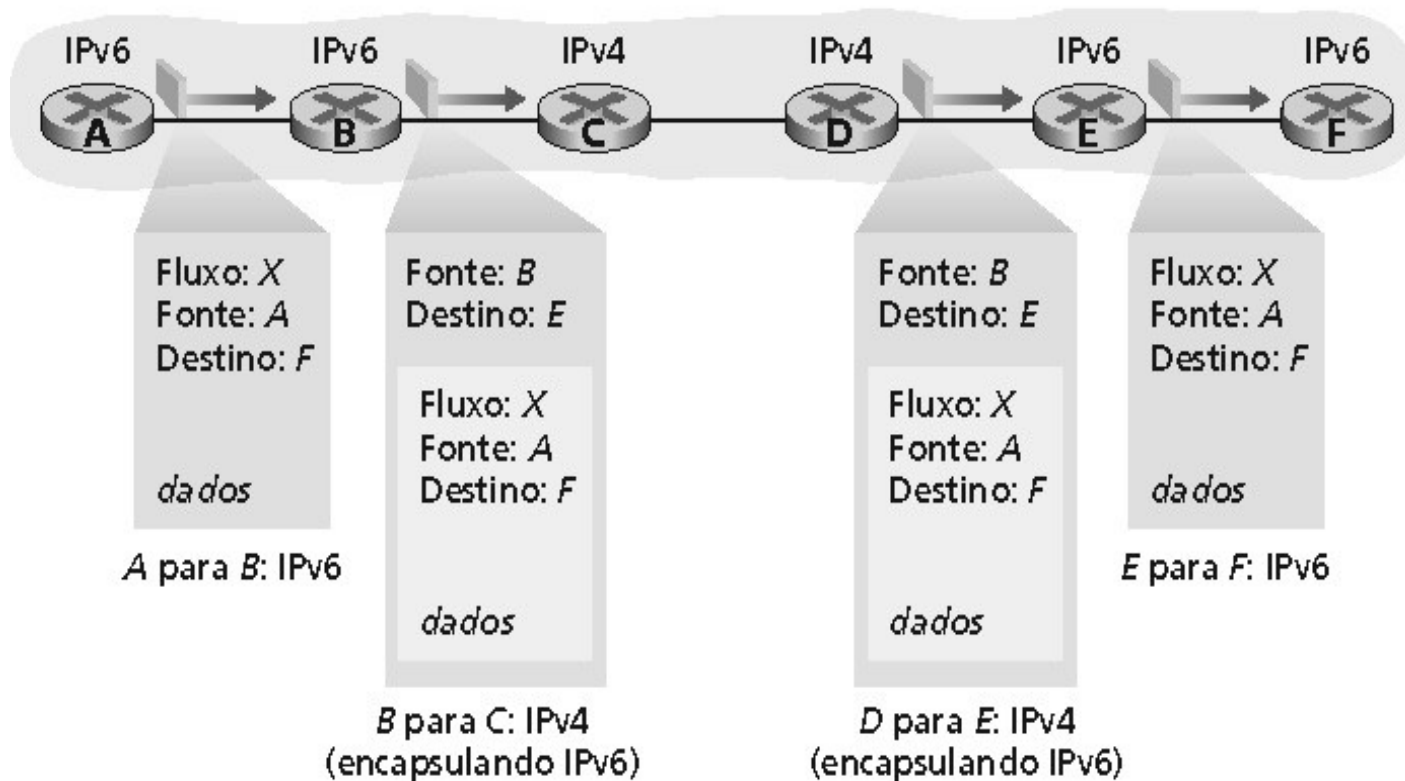 IPv6
IPv6
IPv4
IPv4
IPv6
IPv6
A
B
C
D
E
F
Fluxo: X
Fonte: A
Destino: F
dados
A para B: IPv6
Fonte: B
Destino: E
Fluxo: X
Fonte: A
Destino: F
dados
B para C: IPv4
(encapsulando IPv6)
Fonte: B
Destino: E
Fluxo: X
Fonte: A
Destino: F
dados
D para E: IPv4
(encapsulando IPv6)
Fluxo: X
Fonte: A
Destino: F
dados
E para F: IPv6